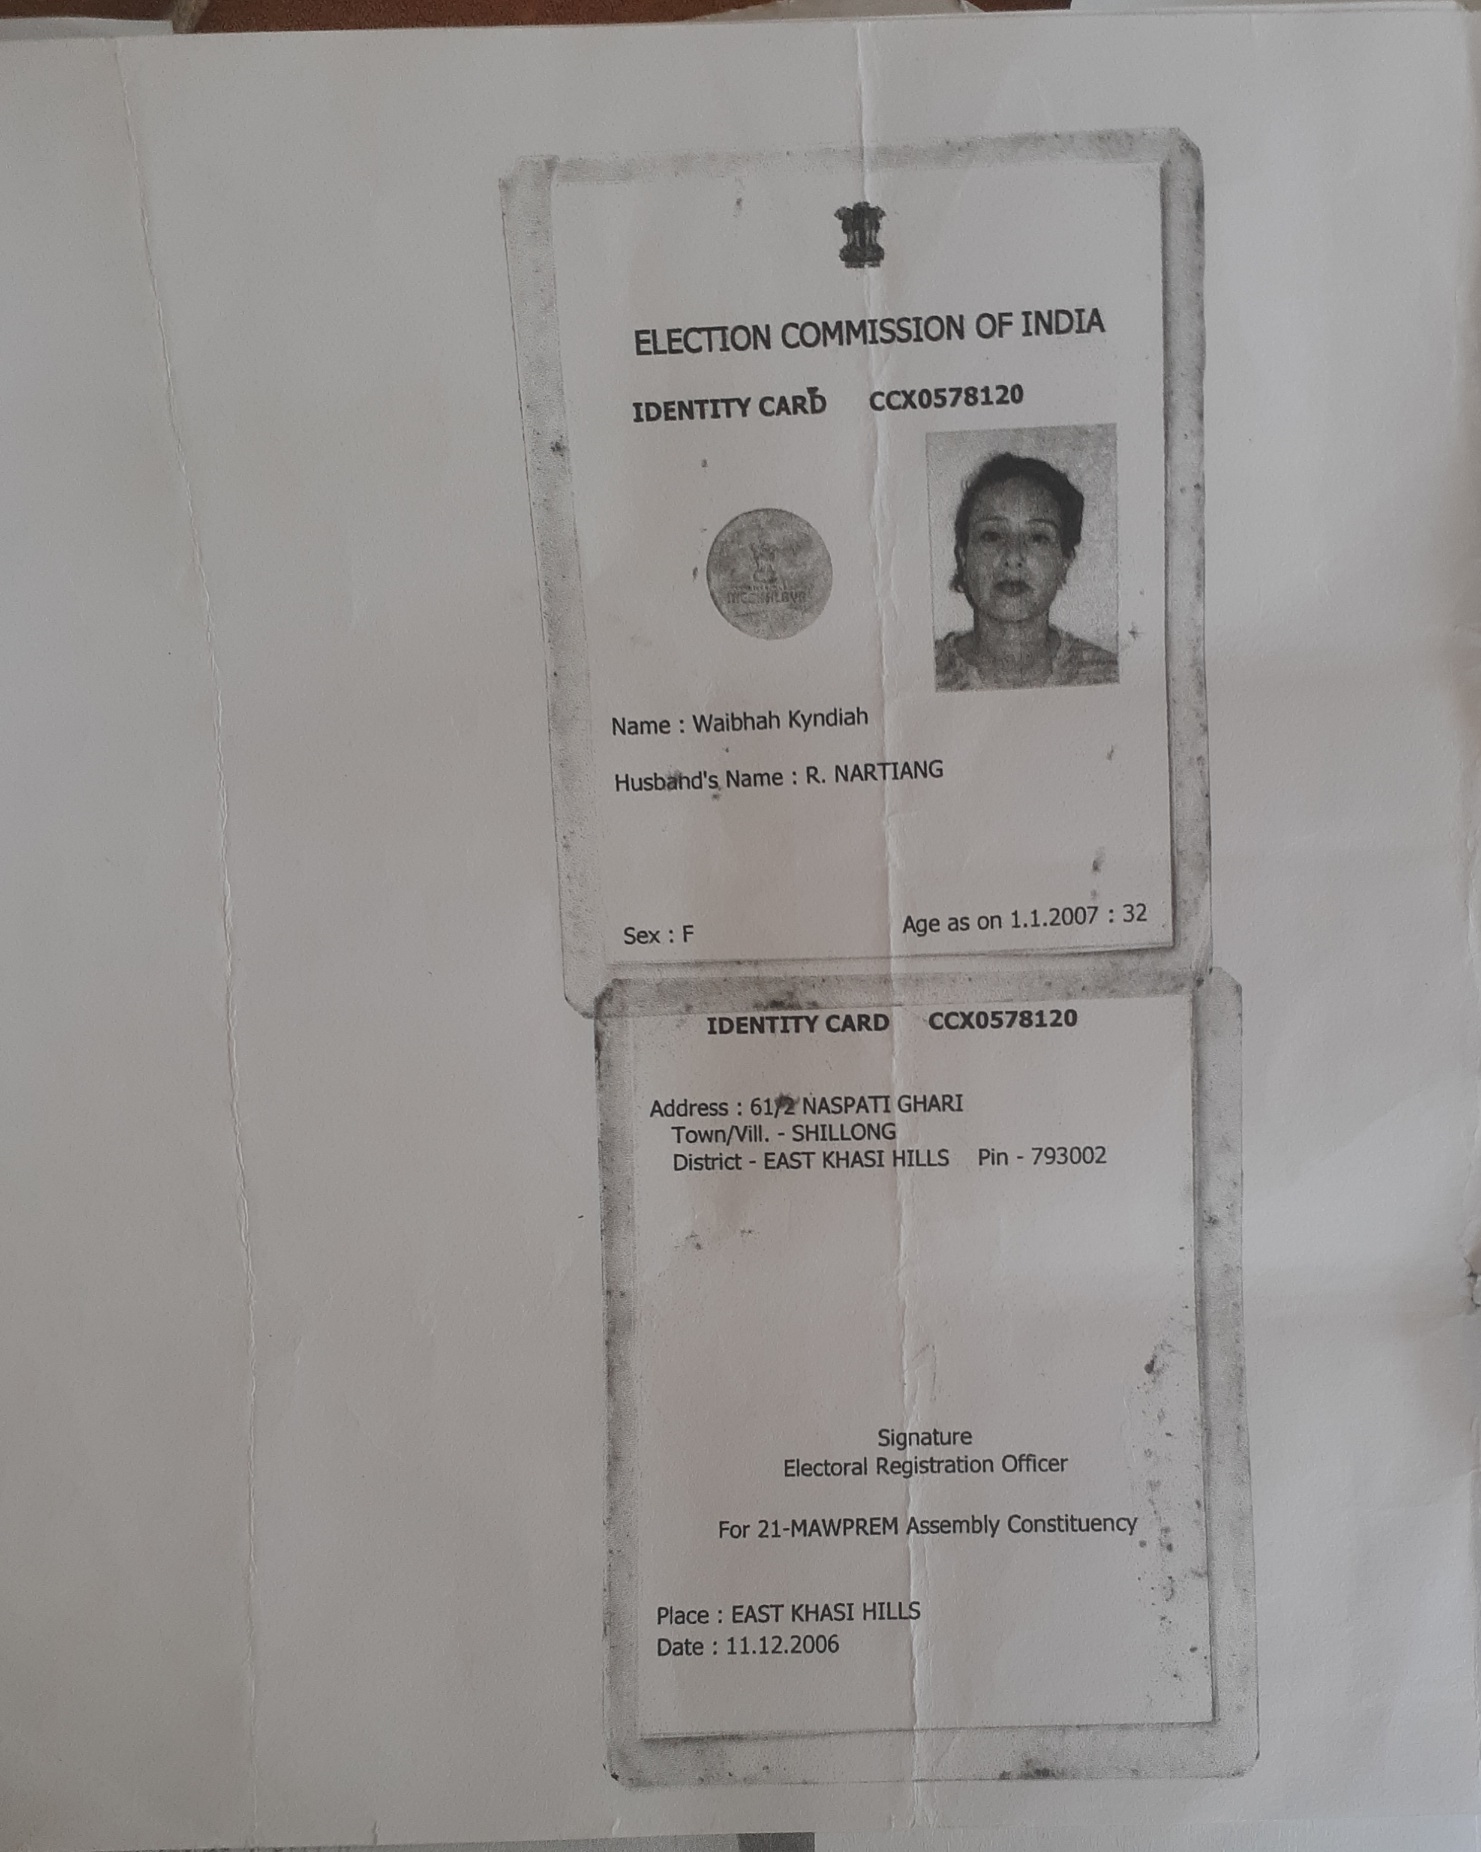 ELECTION COMMISSION OF INDIA
IDENTITY CARD CCX0578120
MEGHALAYA
Name : Waibhah Kyndiah
Husband's Name : R. NARTIANG
Sex : F Age as on 1.1.2007 : 32
IDENTITY CARD CCX0578120
Address : 61/2 NASPATI GHARI
Town/Vill. - SHILLONG
District - EAST KHASI HILLS Pin - 793002
Signature
Electoral Registration Officer
For 21-MAWPREM Assembly Constituency
Place : EAST KHASI HILLS
Date : 11.12.2006